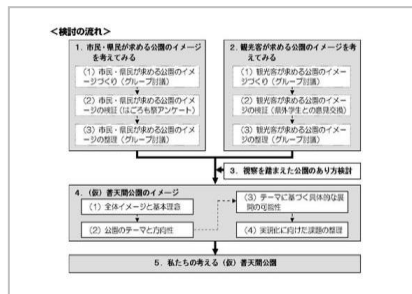 ＜検討の流れ＞
1．市民・県民が求める公園のイメージ
を考えてみる
（1）市民・県民が求める公園のイメ
ージづくり（グループ討議）
（2）市民・県民が求める公園のイメ
ージの検証（はごろも祭アンケート）
（3）市民・県民が求める公園のイメ
ージの整理（グループ討議）
2．観光客が求める公園のイメージを考
えてみる
（1）観光客が求める公園のイメー
ジづくり（グループ討議）
（2）観光客が求める公園のイメー
ジの検証（県外学生との意見交換）
（3）観光客が求める公園のイメー
ジの整理（グループ討議）
3．視察を踏まえた公園のあり方検討
4．（仮）普天間公園のイメージ
（1）全体イメージと基本理念
（2）公園のテーマと方向性
（3）テーマに基づく具体的な展
開の可能性
（4）実現化に向けた課題の整理
5．私たちの考える（仮）普天間公園